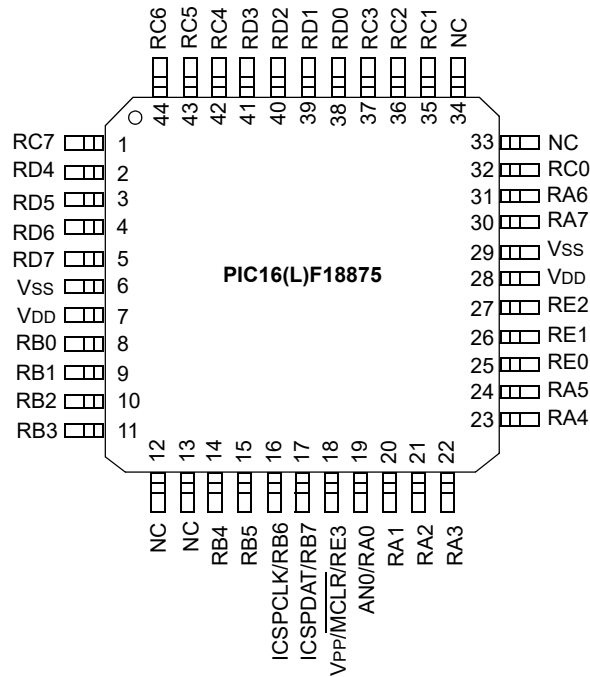 RC6
RC5
RC4
RD3
RD2
RD1
RD0
RC3
RC2
RC1
NC
44
43
42
41
40
39
38
37
36
35
34
RC7 1
RD4 2
RD5 3
RD6 4
RD7 5
VSS 6
VDD 7
RB0 8
RB1 9
RB2 10
RB3 11
PIC16(L)F18875
33 NC
32 RC0
31 RA6
30 RA7
29 VSS
28 VDD
27 RE2
26 RE1
25 RE0
24 RA5
23 RA4
12
13
14
15
16
17
18
19
20
21
22
NC
NC
RB4
RB5
ICSPCLK/RB6
ICSPDAT/RB7
VPP/MCLR/RE3
AN0/RA0
RA1
RA2
RA3